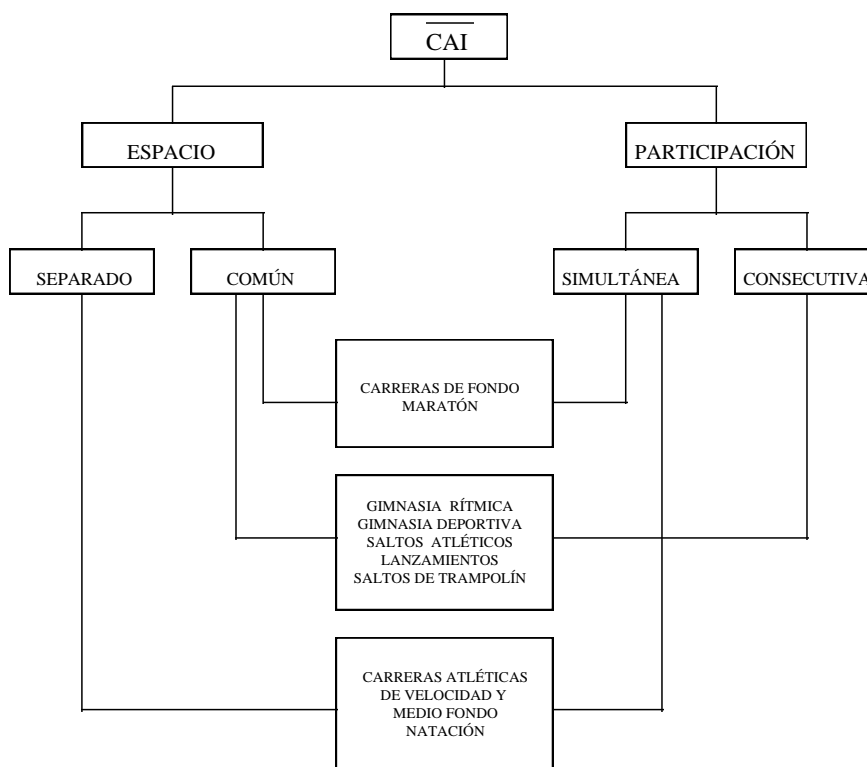 CAI
ESPACIO
PARTICIPACIÓN
SEPARADO
COMÚN
SIMULTÁNEA
CONSECUTIVA
CARRERAS DE FONDO
MARATÓN
GIMNASIA RÍTMICA
GIMNASIA DEPORTIVA
SALTOS ATLÉTICOS
LANZAMIENTOS
SALTOS DE TRAMPOLÍN
CARRERAS ATLÉTICAS
DE VELOCIDAD Y
MEDIO FONDO
NATACIÓN